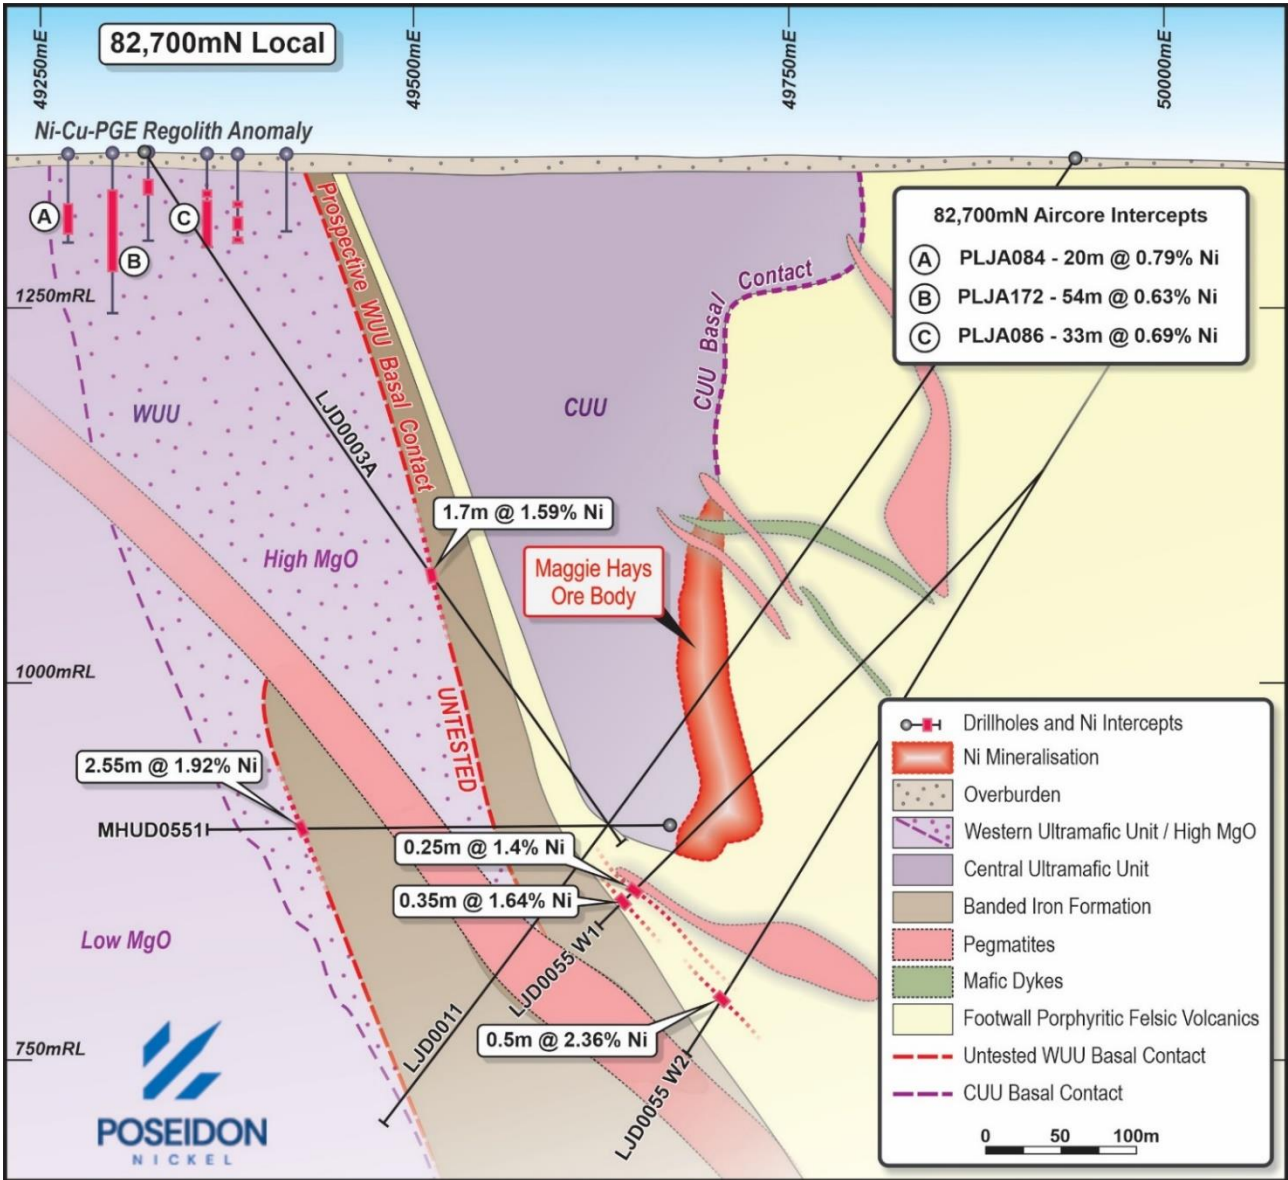 49250mE
49500mE
49750mE
50000mE
82,700mN Local
Ni-Cu-PGE Regolith Anomaly
A
B
C
Prospective WUU Basal Contact
CUU Basal Contact
82,700mN Aircore Intercepts
A PLJA084 - 20m @ 0.79% Ni
B PLJA172 - 54m @ 0.63% Ni
C PLJA086 - 33m @ 0.69% Ni
1250mRL
WUU
CUU
LJD0003A
1.7m @ 1.59% Ni
High MgO
Maggie Hays
Ore Body
1000mRL
UNTESTED
2.55m @ 1.92% Ni
MHUD0551
0.25m @ 1.4% Ni
0.35m @ 1.64% Ni
Low MgO
LJD0055 W1
LJD0011
0.5m @ 2.36% Ni
LJD0055 W2
750mRL
POSEIDON
NICKEL
Drillholes and Ni Intercepts
Ni Mineralisation
Overburden
Western Ultramafic Unit / High MgO
Central Ultramafic Unit
Banded Iron Formation
Pegmatites
Mafic Dykes
Footwall Porphyritic Felsic Volcanics
Untested WUU Basal Contact
CUU Basal Contact
0 50 100m